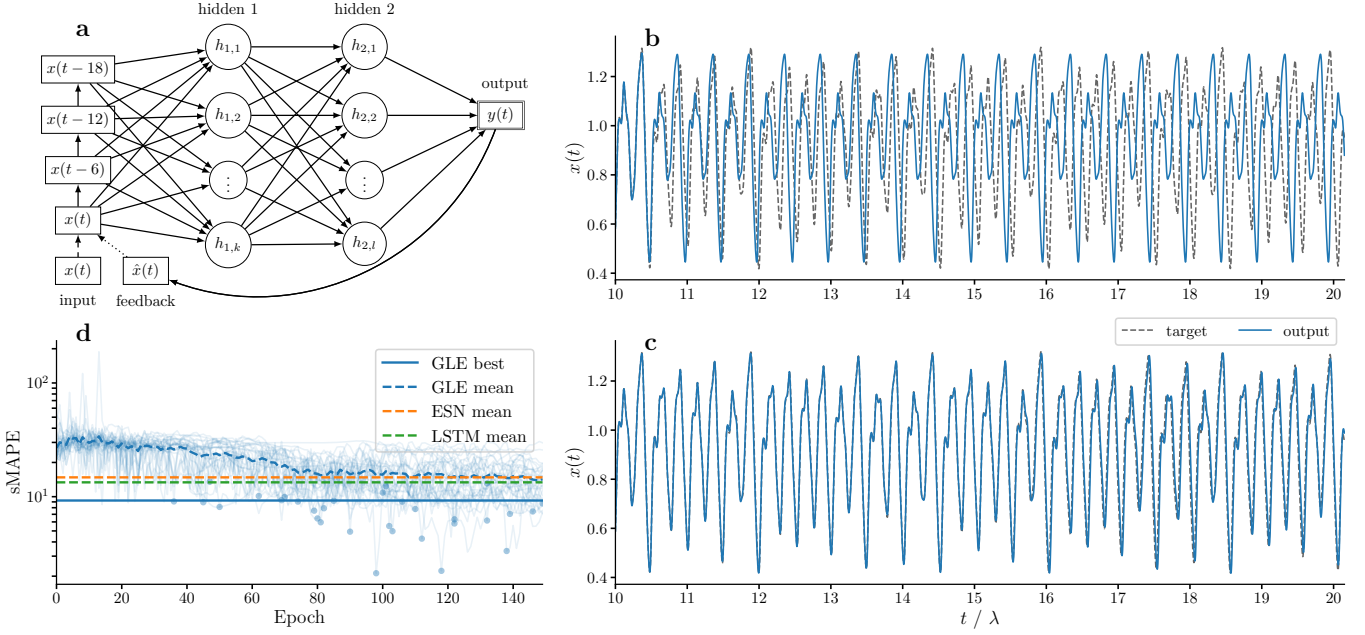 a
hidden 1
hidden 2
output
x(t − 18)
x(t − 12)
x(t − 6)
x(t)
x(t)
x̂(t)
input
feedback
h1,1
h1,2
⋮
h1,k
h2,1
h2,2
⋮
h2,l
y(t)
b
x(t)
1.2
1.0
0.8
0.6
0.4
10 11 12 13 14 15 16 17 18 19 20
d
sMAPE
10²
10¹
0 20 40 60 80 100 120 140
Epoch
GLE best
GLE mean
ESN mean
LSTM mean
c
target output
x(t)
1.2
1.0
0.8
0.6
0.4
10 11 12 13 14 15 16 17 18 19 20
t / λ